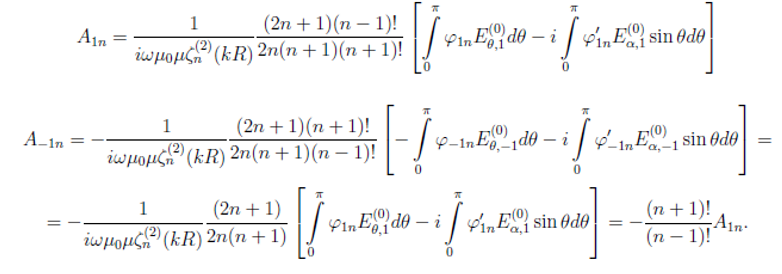 A_{1n} = \frac{1}{i\omega\mu_0\mu\zeta_n^{(2)}(kR)} \frac{(2n+1)(n-1)!}{2n(n+1)(n+1)!} \left[ \int_0^\pi \varphi_{1n} E_{\theta,1}^{(0)} d\theta - i \int_0^\pi \varphi'_{1n} E_{\alpha,1}^{(0)} \sin\theta d\theta \right]
A_{-1n} = -\frac{1}{i\omega\mu_0\mu\zeta_n^{(2)}(kR)} \frac{(2n+1)(n+1)!}{2n(n+1)(n-1)!} \left[ -\int_0^\pi \varphi_{-1n} E_{\theta,-1}^{(0)} d\theta - i \int_0^\pi \varphi'_{-1n} E_{\alpha,-1}^{(0)} \sin\theta d\theta \right] =
= -\frac{1}{i\omega\mu_0\mu\zeta_n^{(2)}(kR)} \frac{(2n+1)}{2n(n+1)} \left[ \int_0^\pi \varphi_{1n} E_{\theta,1}^{(0)} d\theta - i \int_0^\pi \varphi'_{1n} E_{\alpha,1}^{(0)} \sin\theta d\theta \right] = -\frac{(n+1)!}{(n-1)!} A_{1n}.